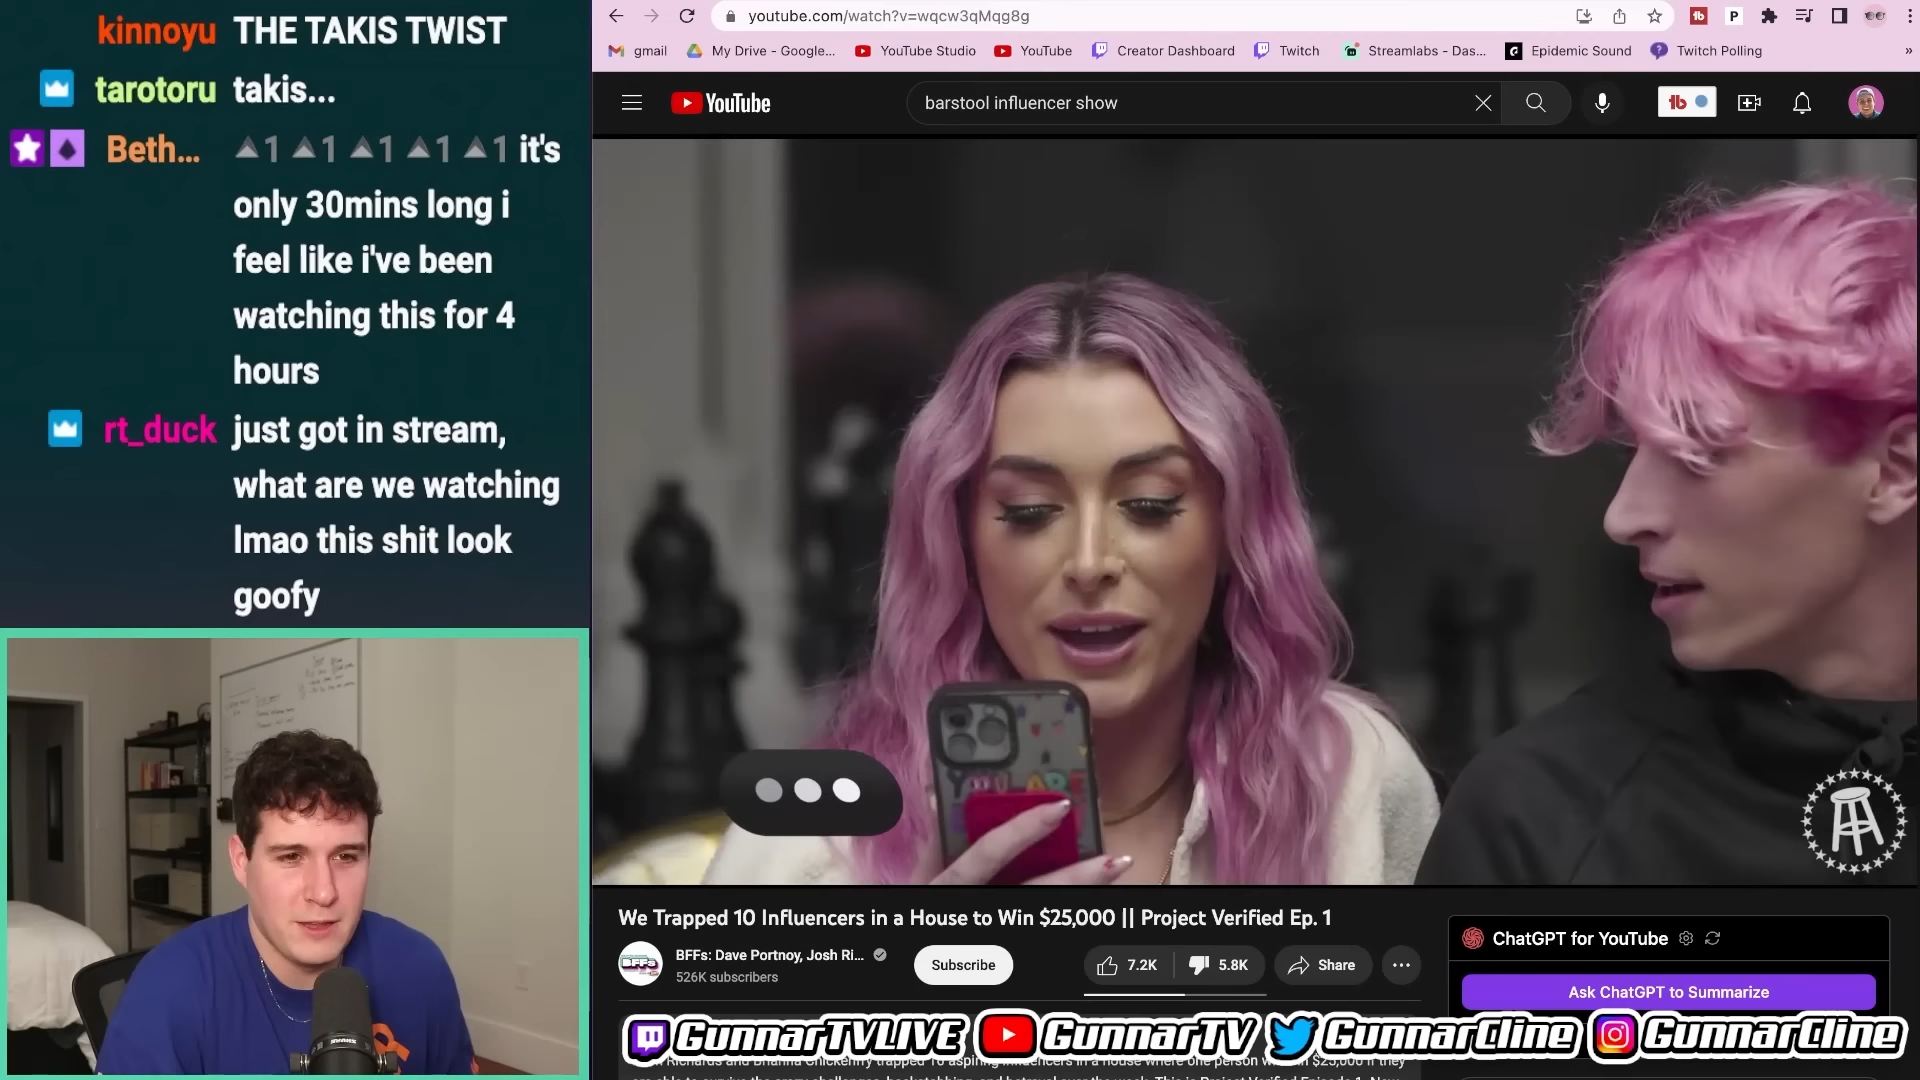 kinnoyu THE TAKIS TWIST
tarotoru takis...
Beth... 1 1 1 1 1 it's
only 30mins long i
feel like i've been
watching this for 4
hours
rt_duck just got in stream,
what are we watching
lmao this shit look
goofy
youtube.com/watch?v=wqcw3qMqg8g
gmail My Drive - Google... YouTube Studio YouTube Creator Dashboard Twitch Streamlabs - Das... Epidemic Sound Twitch Polling »
YouTube
barstool influencer show
tb
YOU ARE
We Trapped 10 Influencers in a House to Win $25,000 || Project Verified Ep. 1
BFFs
BFFs: Dave Portnoy, Josh Ri...
526K subscribers
Subscribe
7.2K
5.8K
Share
ChatGPT for YouTube
Ask ChatGPT to Summarize
GunnarTVLIVE GunnarTV GunnarCline GunnarCline